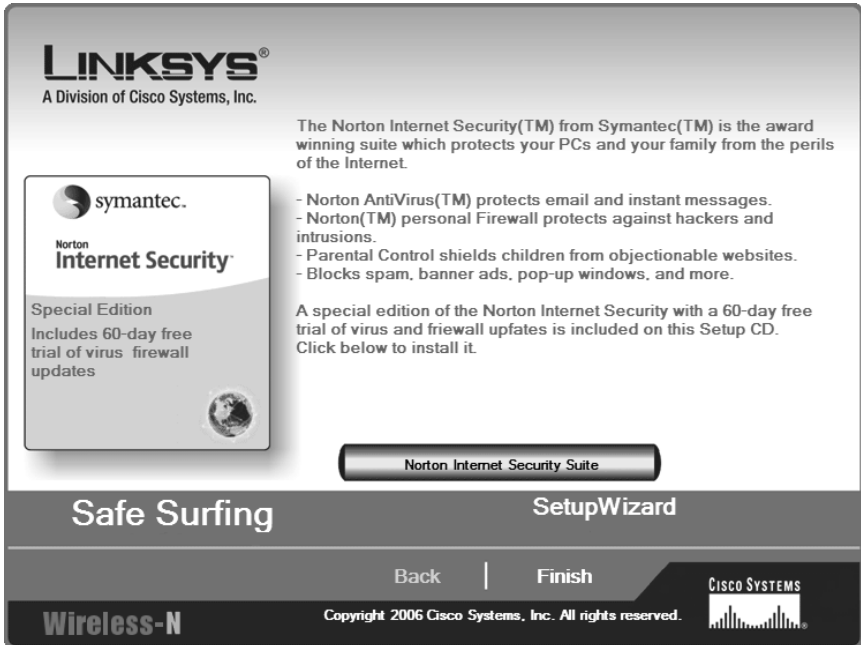 LINKSYS®
A Division of Cisco Systems, Inc.
The Norton Internet Security(TM) from Symantec(TM) is the award
winning suite which protects your PCs and your family from the perils
of the Internet.
- Norton AntiVirus(TM) protects email and instant messages.
- Norton(TM) personal Firewall protects against hackers and
intrusions.
- Parental Control shields children from objectionable websites.
- Blocks spam, banner ads, pop-up windows, and more.
A special edition of the Norton Internet Security with a 60-day free
trial of virus and friewall upfates is included on this Setup CD.
Click below to install it.
symantec.
Norton
Internet Security
Special Edition
Includes 60-day free
trial of virus firewall
updates
Norton Internet Security Suite
Safe Surfing
SetupWizard
Back
Finish
Wireless-N
Copyright 2006 Cisco Systems, Inc. All rights reserved.
CISCO SYSTEMS